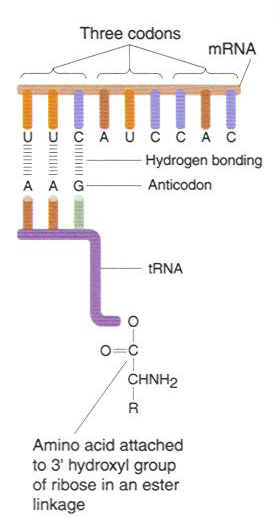 Three codons
mRNA
U U C A U C C A C
Hydrogen bonding
A A G
Anticodon
tRNA
O
O=C
CHNH2
R
Amino acid attached
to 3' hydroxyl group
of ribose in an ester
linkage